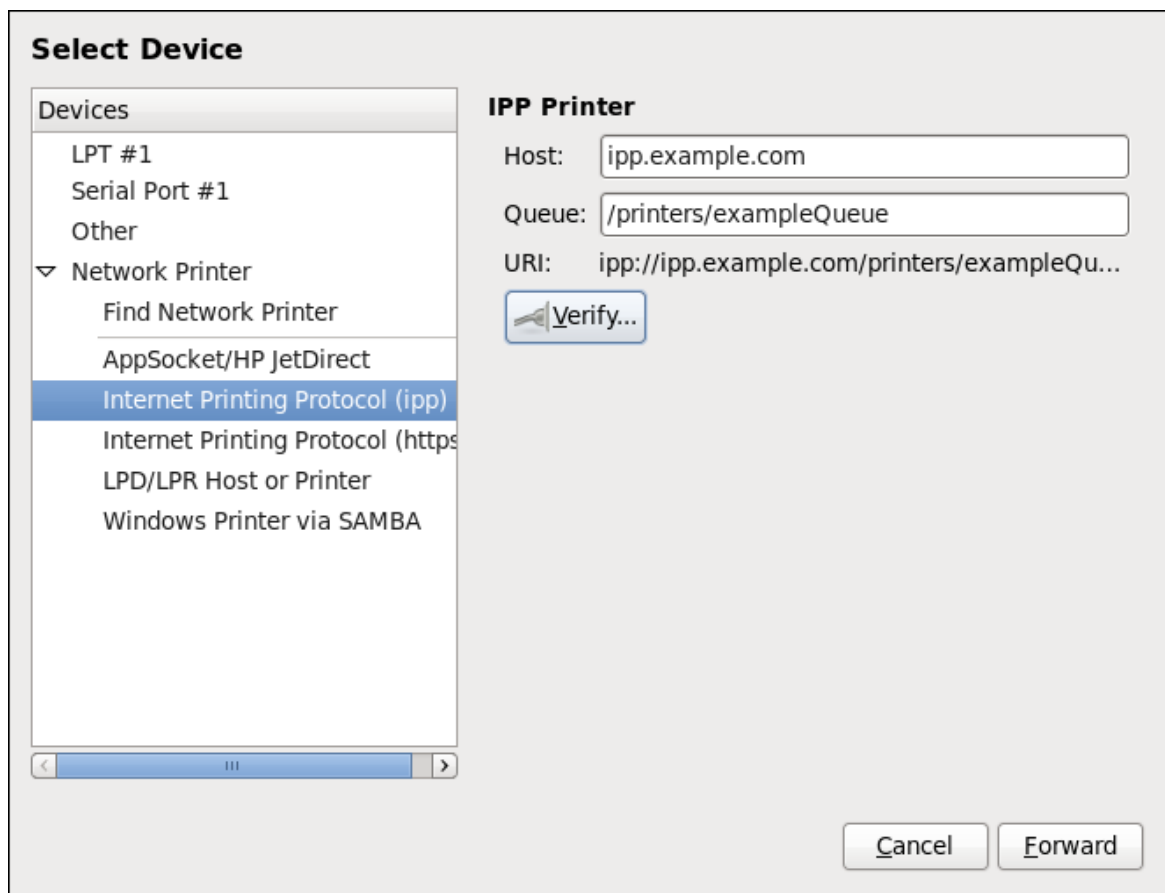 Select Device
Devices
LPT #1
Serial Port #1
Other
Network Printer
Find Network Printer
AppSocket/HP JetDirect
Internet Printing Protocol (ipp)
Internet Printing Protocol (https
LPD/LPR Host or Printer
Windows Printer via SAMBA
IPP Printer
Host: ipp.example.com
Queue: /printers/exampleQueue
URI: ipp://ipp.example.com/printers/exampleQu...
Verify...
Cancel Forward